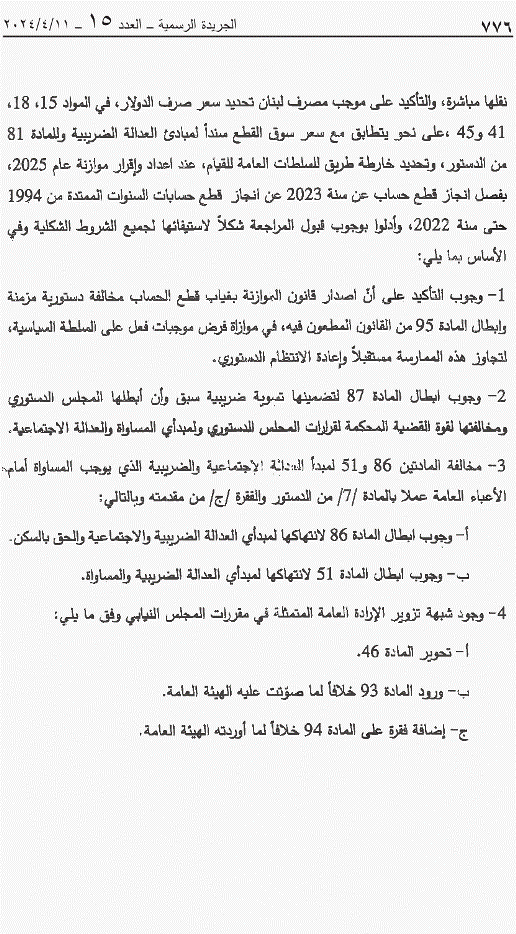 ٧٧٦ الجريدة الرسمية ـ العدد ١٥ ـ ٢٠٢٤/٤/١١
نقلها مباشرة، والتأكيد على موجب مصرف لبنان تحديد سعر صرف الدولار، في المواد 15، 18،
41 و45 ،على نحو يتطابق مع سعر سوق القطع سنداً لمبادئ العدالة الضريبية وللمادة 81
من الدستور، وتحديد خارطة طريق للسلطات العامة للقيام، عند اعداد وإقرار موازنة عام 2025،
بفصل انجاز قطع حساب عن سنة 2023 عن انجاز قطع حسابات السنوات الممتدة من 1994
حتى سنة 2022، وأدلوا بوجوب قبول المراجعة شكلاً لاستيفائها لجميع الشروط الشكلية وفي
الأساس بما يلي:
1- وجوب التأكيد على أنّ اصدار قانون الموازنة بغياب قطع الحساب مخالفة دستورية مزمنة
وإبطال المادة 95 من القانون المطعون فيه، في موازاة فرض موجبات فعل على السلطة السياسية،
لتجاوز هذه الممارسة مستقبلاً وإعادة الانتظام الدستوري.
2- وجوب ابطال المادة 87 لتضمينها تسوية ضريبية سبق وأن أبطلها المجلس الدستوري
ومخالفتها لقوة القضية المحكمة لقرارات المجلس الدستوري ولمبدأي المساواة والعدالة الاجتماعية.
3- مخالفة المادتين 86 و51 لمبدأ العدالة الإجتماعية والضريبية الذي يوجب المساواة أمام
الأعباء العامة عملا بالمادة /7/ من الدستور والفقرة /ج/ من مقدمته وبالتالي:
أ- وجوب ابطال المادة 86 لانتهاكها لمبدأي العدالة الضريبية والاجتماعية والحق بالسكن.
ب- وجوب ابطال المادة 51 لانتهاكها لمبدأي العدالة الضريبية والمساواة.
4- وجود شبهة تزوير الإرادة العامة المتمثلة في مقررات المجلس النيابي وفق ما يلي:
أ- تحوير المادة 46.
ب- ورود المادة 93 خلافاً لما صوّتت عليه الهيئة العامة.
ج- إضافة فقرة على المادة 94 خلافاً لما أوردته الهيئة العامة.